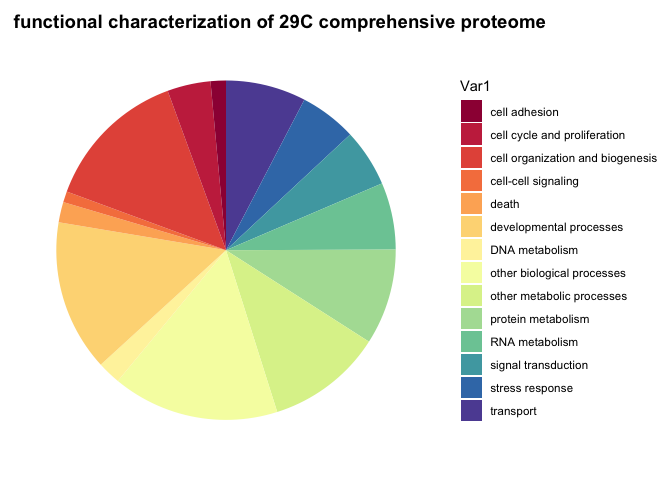 functional characterization of 29C comprehensive proteome
Var1
cell adhesion
cell cycle and proliferation
cell organization and biogenesis
cell-cell signaling
death
developmental processes
DNA metabolism
other biological processes
other metabolic processes
protein metabolism
RNA metabolism
signal transduction
stress response
transport